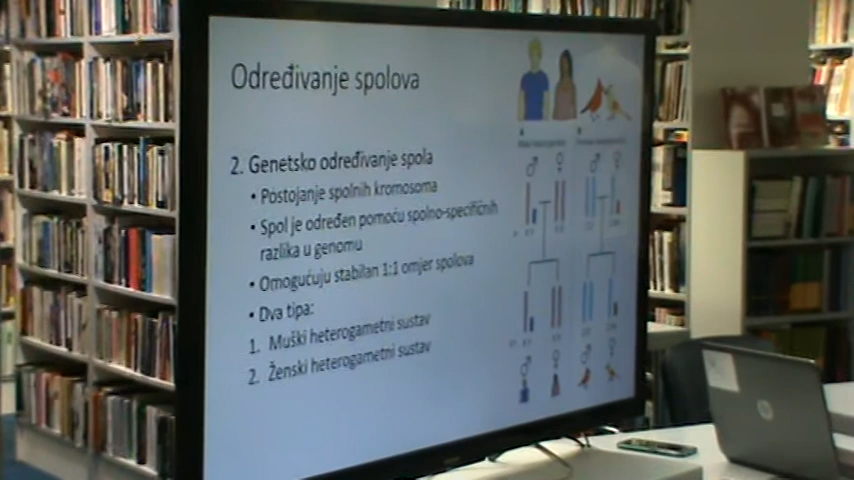 Određivanje spolova
2. Genetsko određivanje spola
• Postojanje spolnih kromosoma
• Spol je određen pomoću spolno-specifičnih
razlika u genomu
• Omogućuju stabilan 1:1 omjer spolova
• Dva tipa:
1. Muški heterogametni sustav
2. Ženski heterogametni sustav
hp